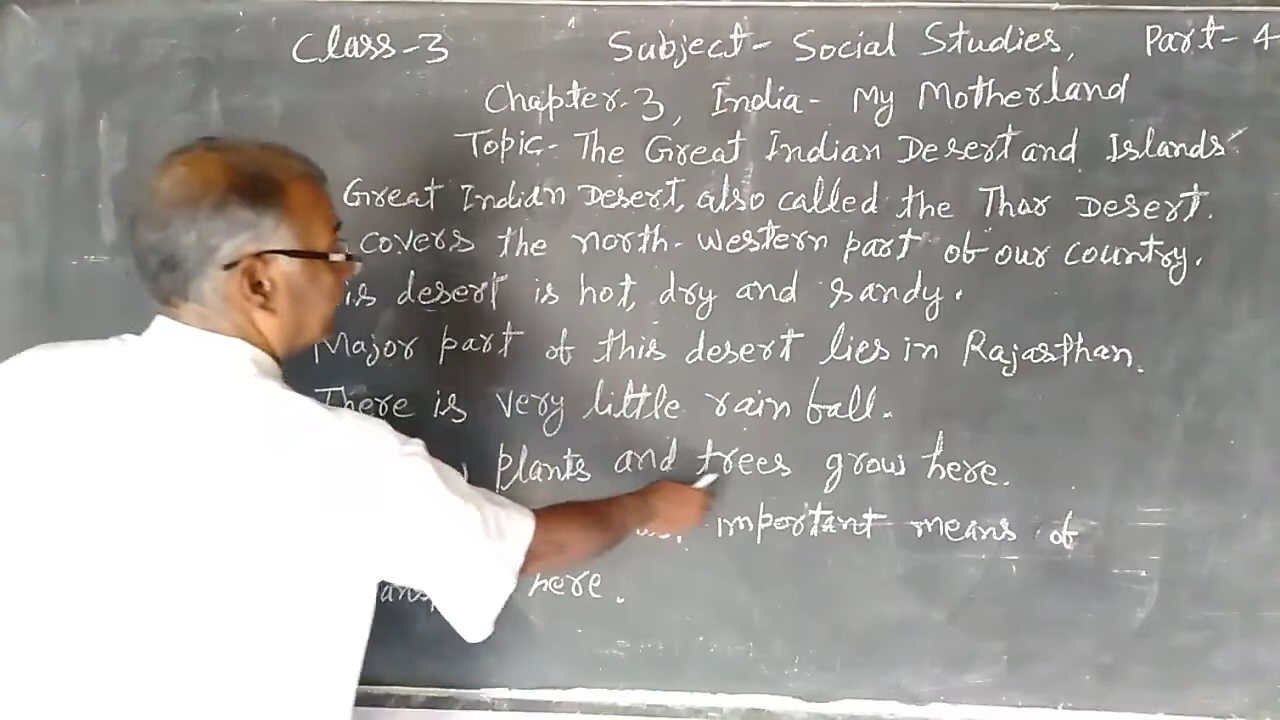 Class-3 Subject- Social Studies, Part-4
Chapter-3, India- My Motherland
Topic- The Great Indian Desert and Islands
Great Indian Desert, also called the Thar Desert.
covers the north-western part of our country.
is desert is hot, dry and sandy.
Major part of this desert lies in Rajasthan.
There is very little rain fall.
plants and trees grow here.
important means of
here.